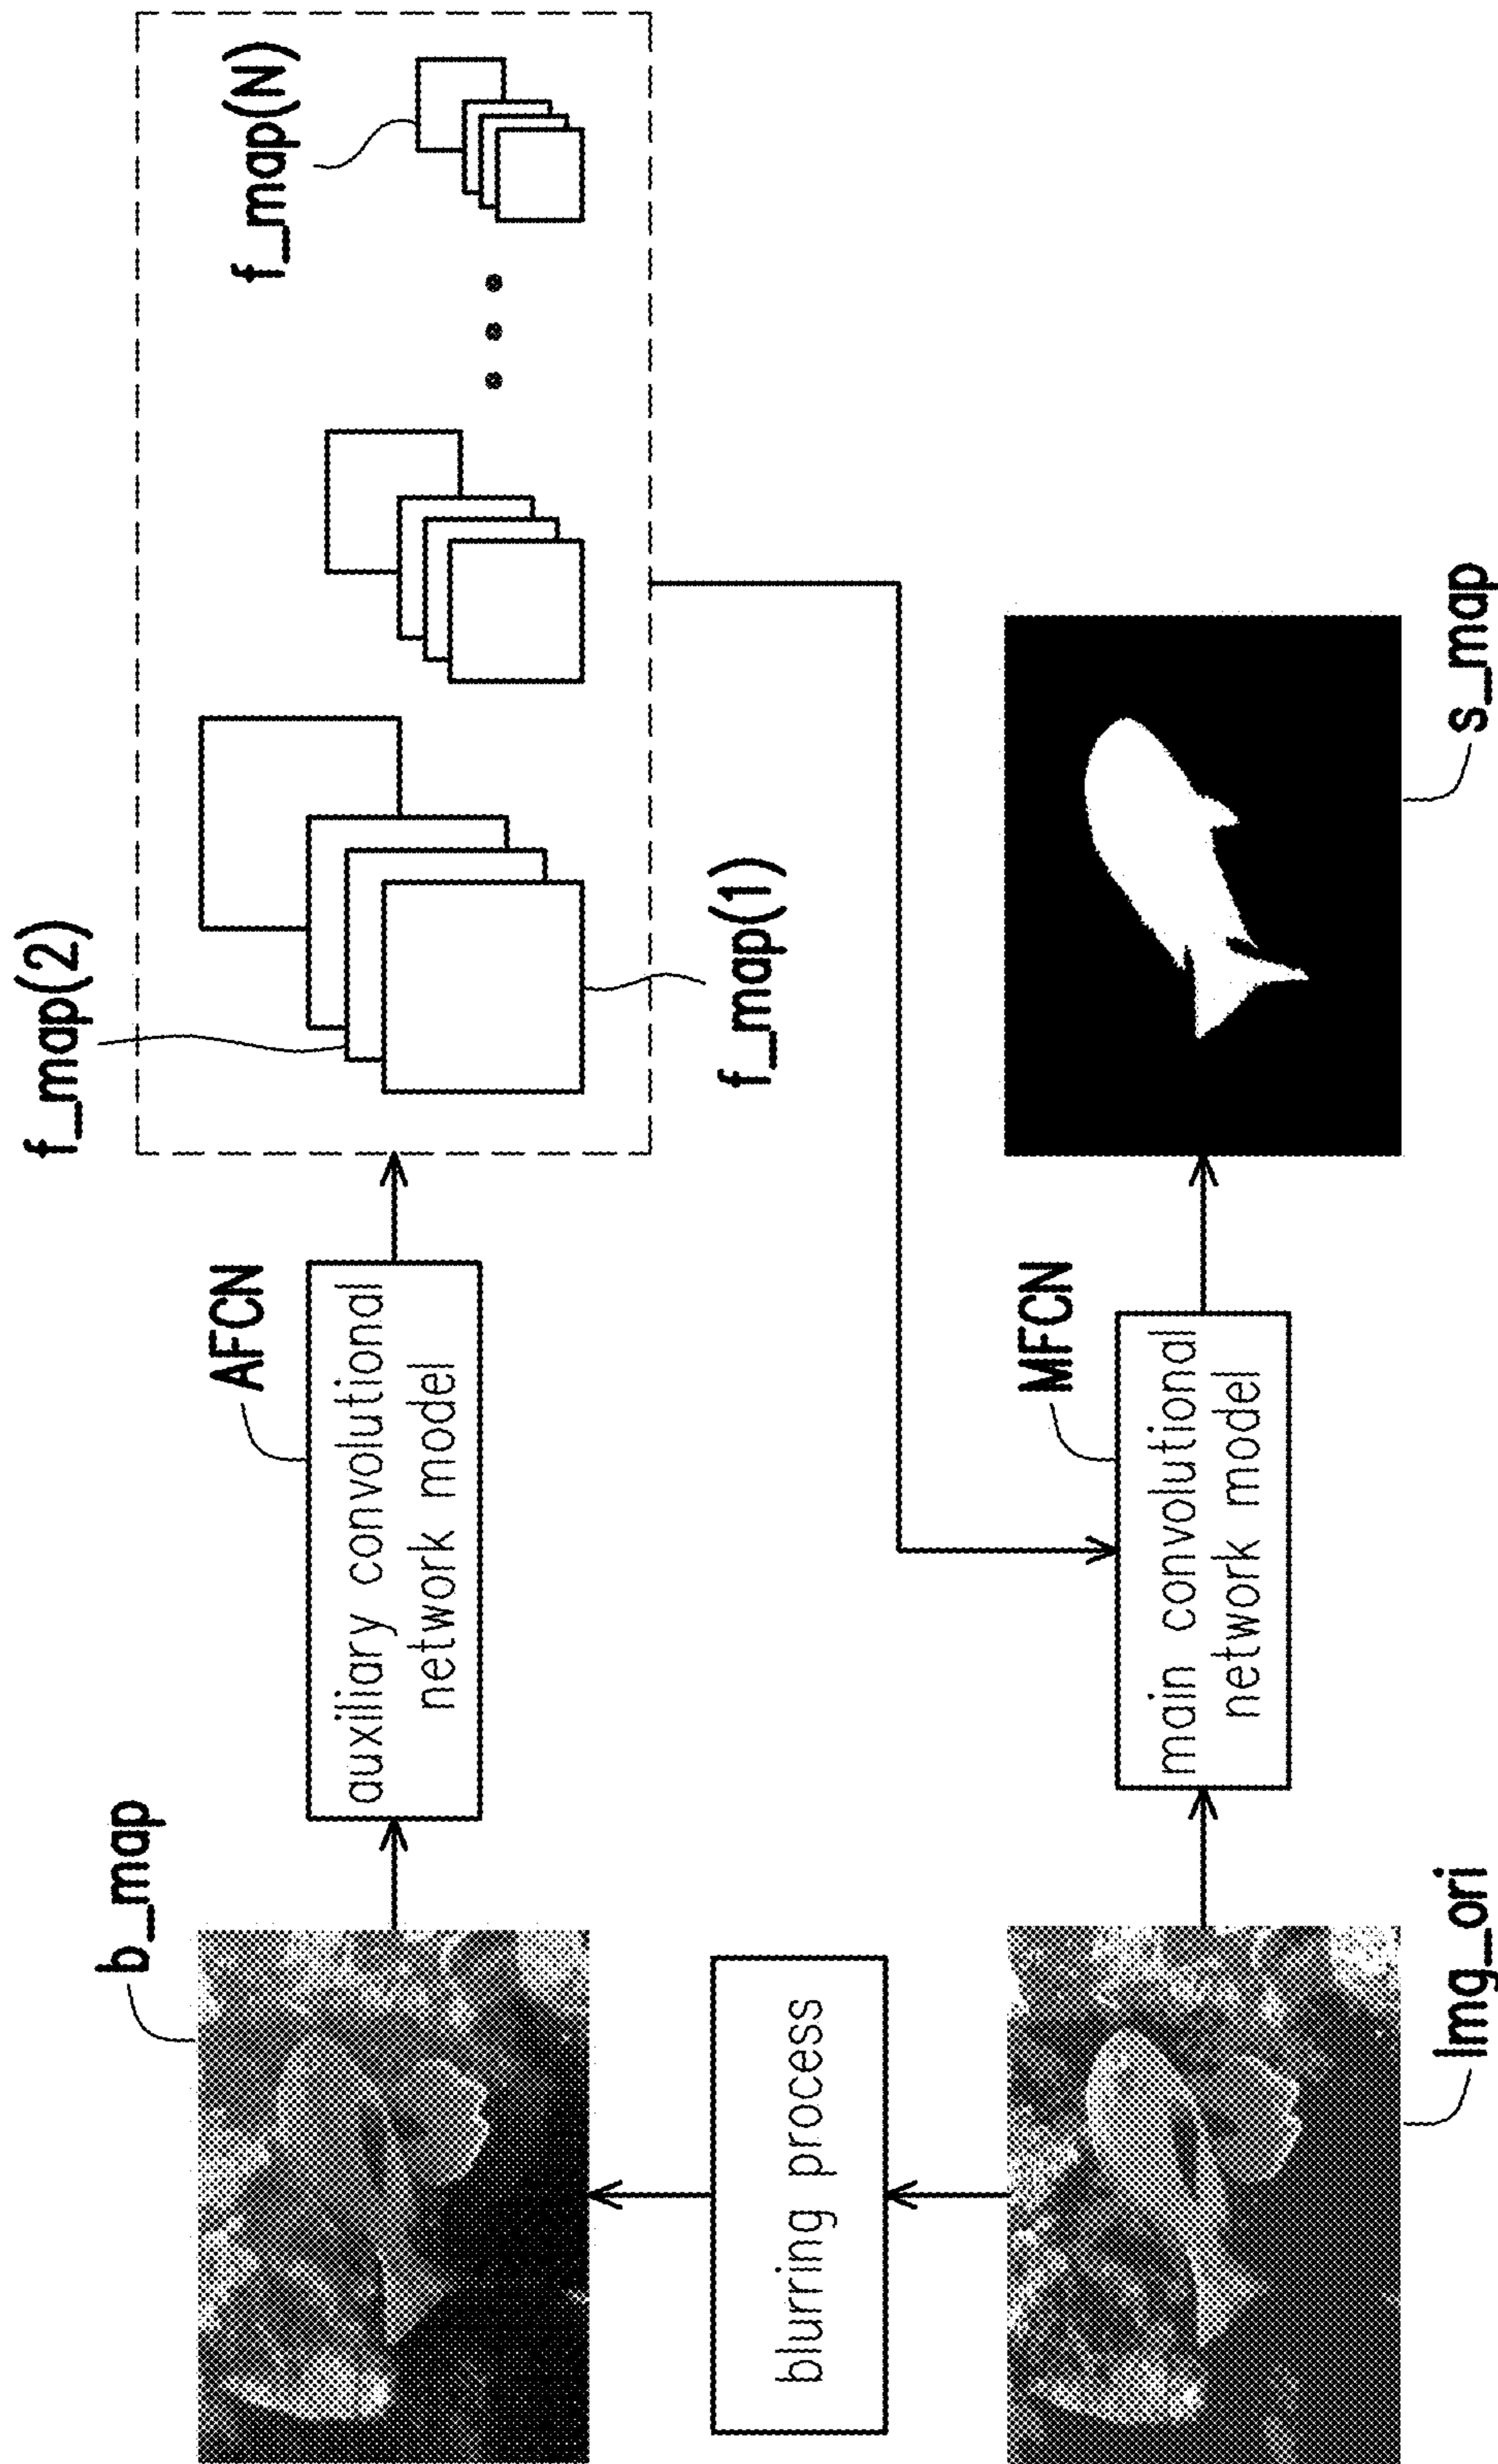 b_map
AFCN
auxiliary convolutional
network model
f_map(2)
f_map(N)
f_map(1)
blurring process
Img_ori
MFCN
main convolutional
network model
s_map